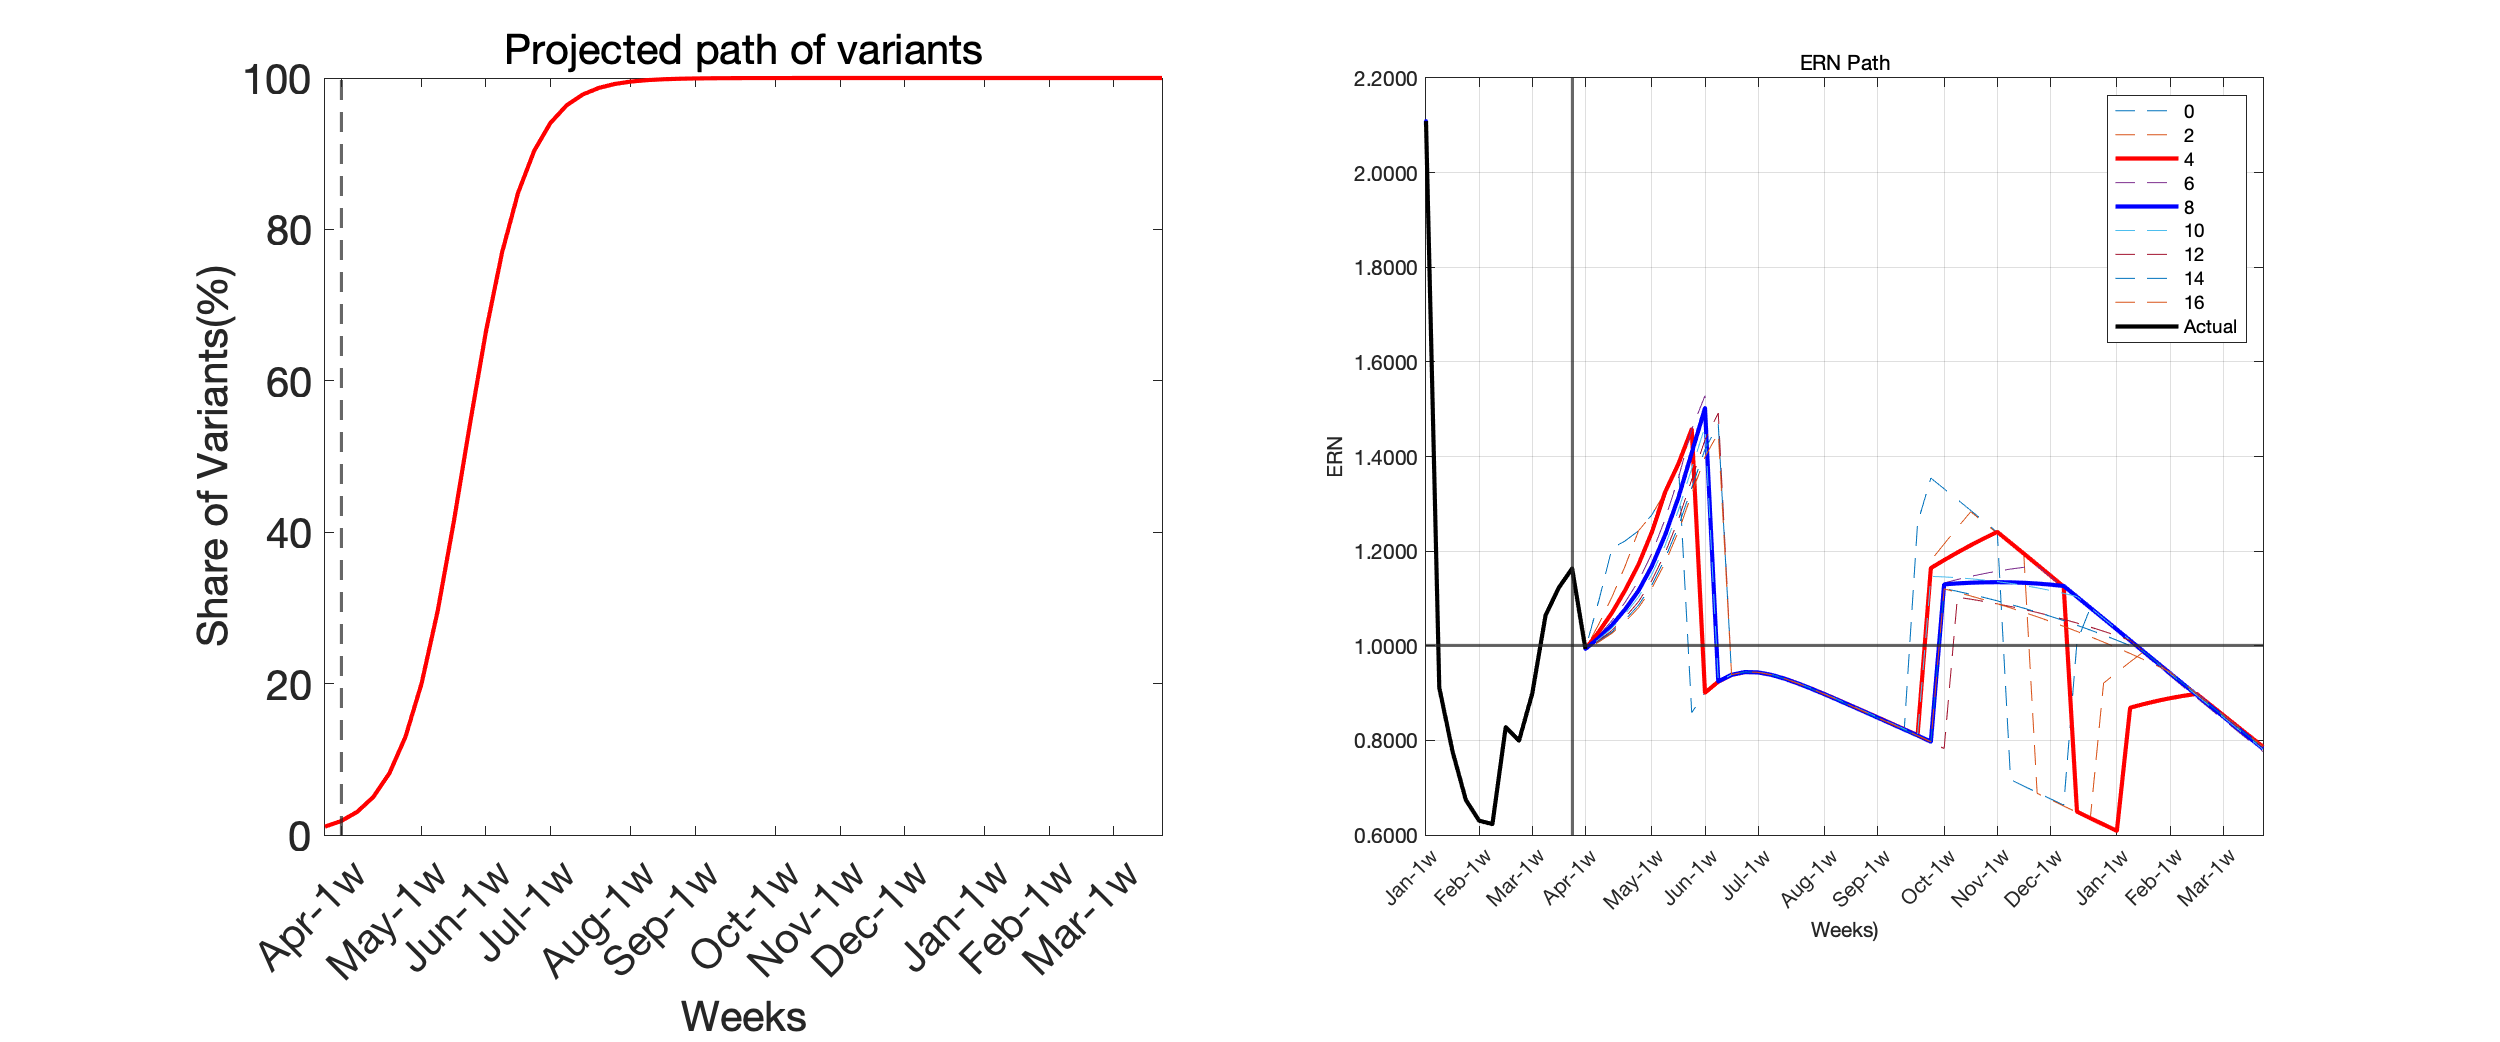 Projected path of variants
100
80
60
40
20
0
Share of Variants(%)
Apr-1w
May-1w
Jun-1w
Jul-1w
Aug-1w
Sep-1w
Oct-1w
Nov-1w
Dec-1w
Jan-1w
Feb-1w
Mar-1w
Weeks
ERN Path
2.2000
2.0000
1.8000
1.6000
1.4000
1.2000
1.0000
0.8000
0.6000
ERN
0
2
4
6
8
10
12
14
16
Actual
Jan-1w
Feb-1w
Mar-1w
Apr-1w
May-1w
Jun-1w
Jul-1w
Aug-1w
Sep-1w
Oct-1w
Nov-1w
Dec-1w
Jan-1w
Feb-1w
Mar-1w
Weeks)